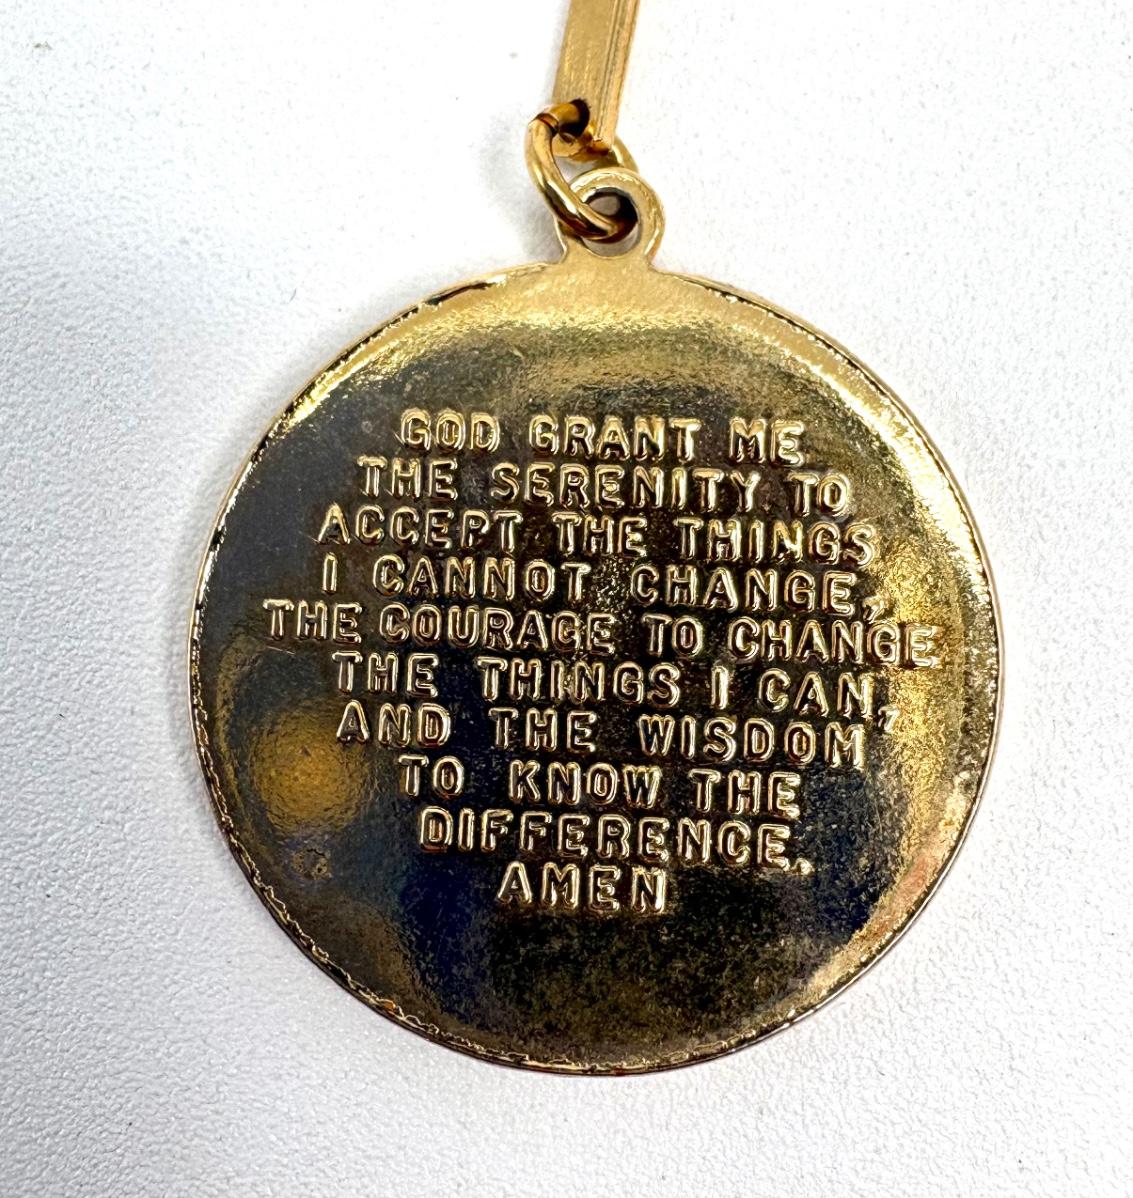 GOD GRANT ME
THE SERENITY TO
ACCEPT THE THINGS
I CANNOT CHANGE,
THE COURAGE TO CHANGE
THE THINGS I CAN,
AND THE WISDOM
TO KNOW THE
DIFFERENCE.
AMEN